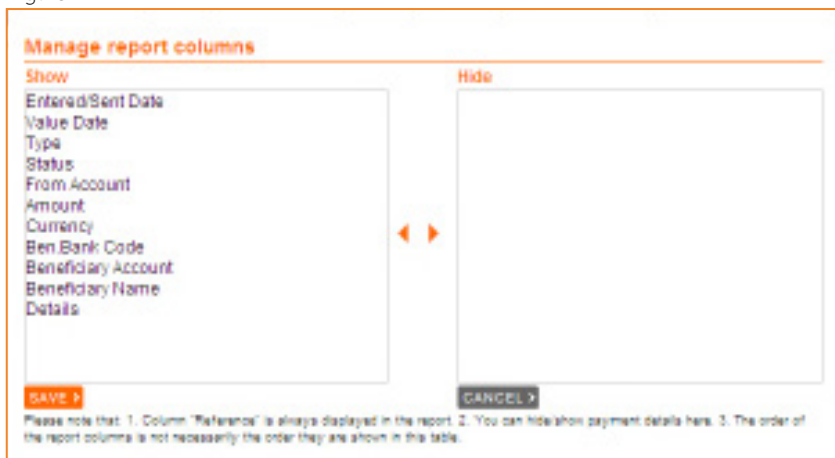 Manage report columns
Show
Hide
Entered/Sent Date
Value Date
Type
Status
From Account
Amount
Currency
Ben.Bank Code
Beneficiary Account
Beneficiary Name
Details
SAVE
CANCEL
Please note that: 1. Column "Reference" is always displayed in the report. 2. You can hide/show payment details here. 3. The order of
the report columns is not necessarily the order they are shown in this table.